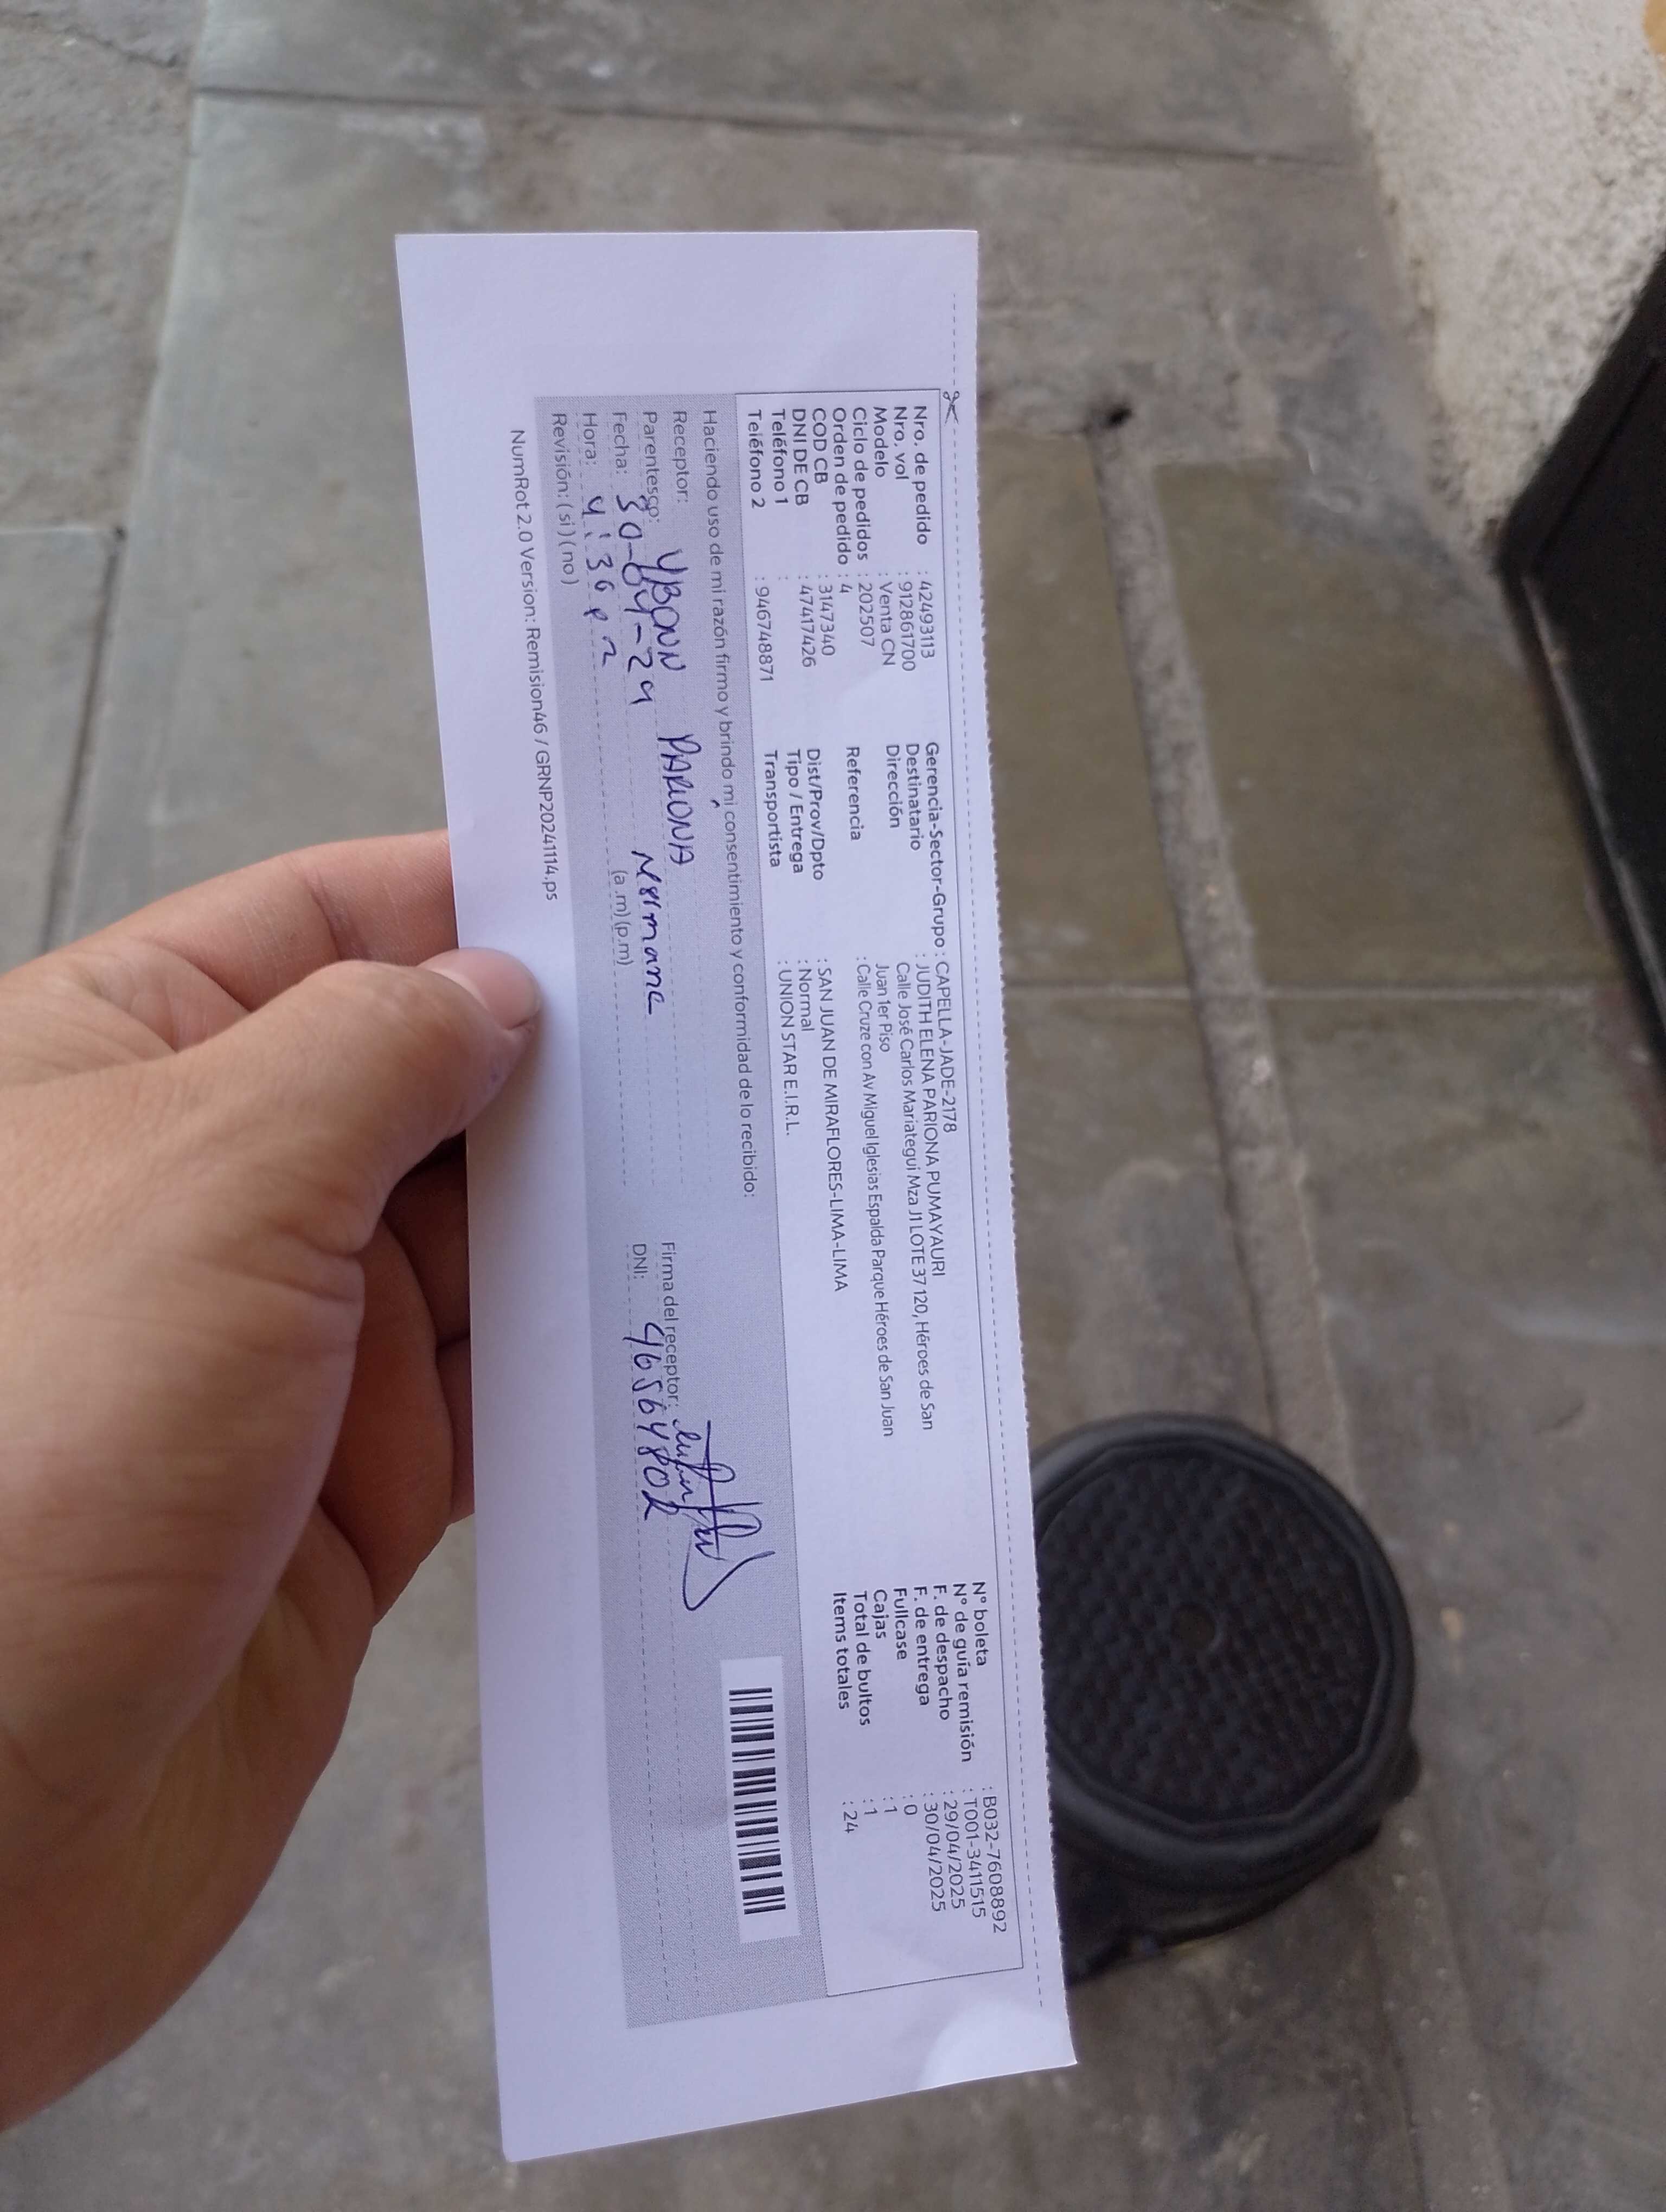 Nro. de pedido : 42493113
Nro. vol : 912861700
Modelo : Venta CN
Ciclo de pedidos : 202507
Orden de pedido : 4
COD CB : 3147340
DNI DE CB : 47417426
Teléfono 1 :
Teléfono 2 : 946748871
Gerencia-Sector-Grupo : CAPELLA-JADE-2178
Destinatario : JUDITH ELENA PARIONA PUMAYAURI
Dirección Calle José Carlos Mariategui Mza J1 LOTE 37 120, Héroes de San
Juan 1er Piso
Referencia : Calle Cruze con Av Miguel Iglesias Espalda Parque Héroes de San Juan
Dist/Prov/Dpto : SAN JUAN DE MIRAFLORES-LIMA-LIMA
Tipo / Entrega : Normal
Transportista : UNION STAR E.I.R.L.
N° boleta : B032-7608892
N° de guía remisión : T001-3411515
F. de despacho : 29/04/2025
F. de entrega : 30/04/2025
Fullcase : 0
Cajas : 1
Total de bultos : 1
Items totales : 24
Haciendo uso de mi razón firmo y brindo mi consentimiento y conformidad de lo recibido:
Receptor: YBONN PARIONA
Firma del receptor:
Parentesco:
DNI: 46564802
Fecha: 30-04-24
Hora: 4:36 (a.m)(p.m)
Revisión: ( si ) ( no )
NumRot 2.0 Version: Remision46 / GRNP20241114.ps